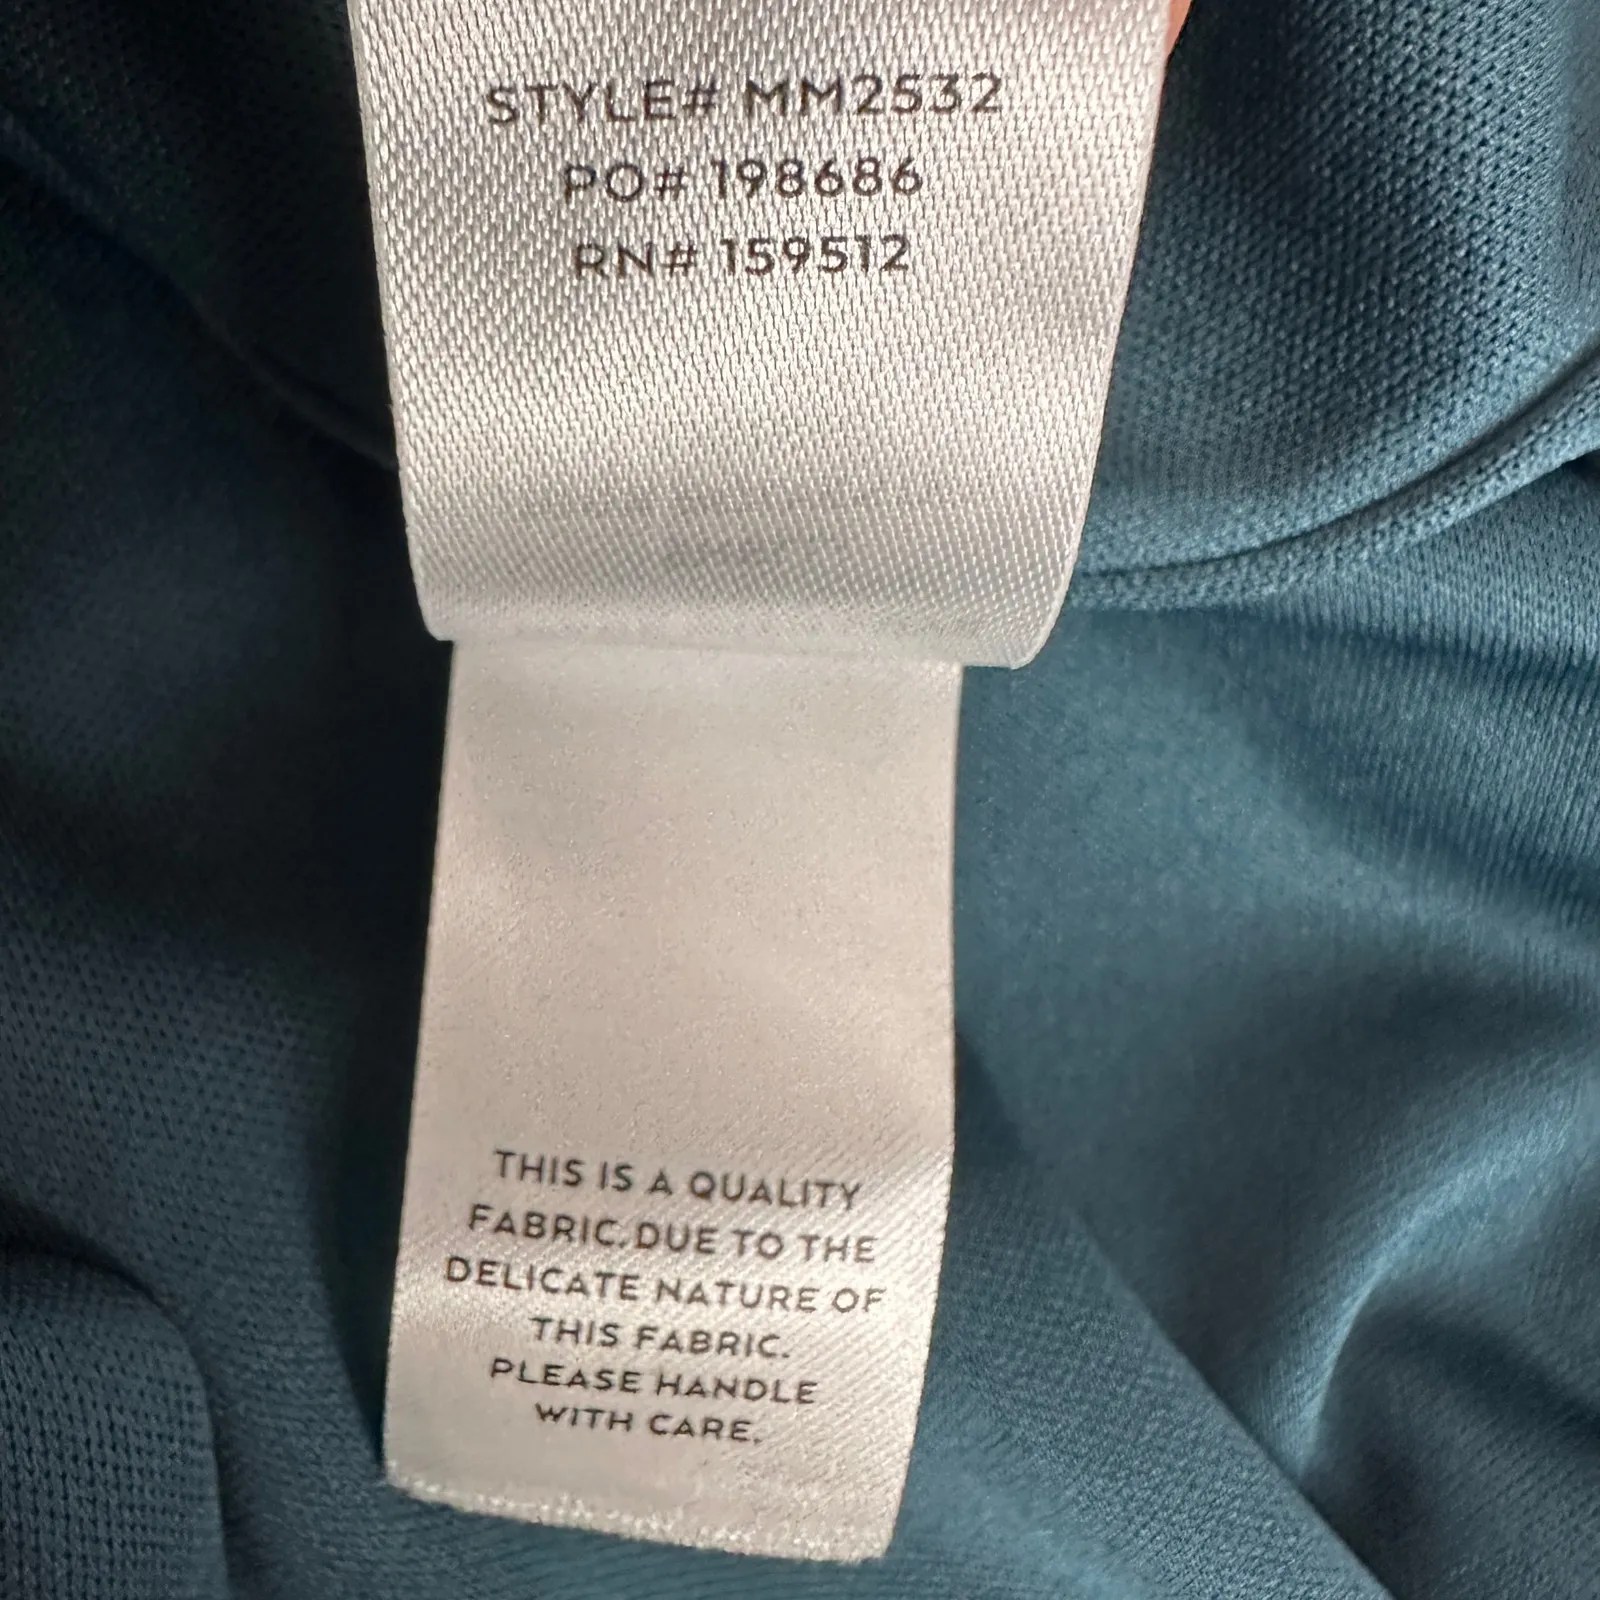 STYLE# MM2532
PO# 198686
RN# 159512
THIS IS A QUALITY
FABRIC.DUE TO THE
DELICATE NATURE OF
THIS FABRIC.
PLEASE HANDLE
WITH CARE.